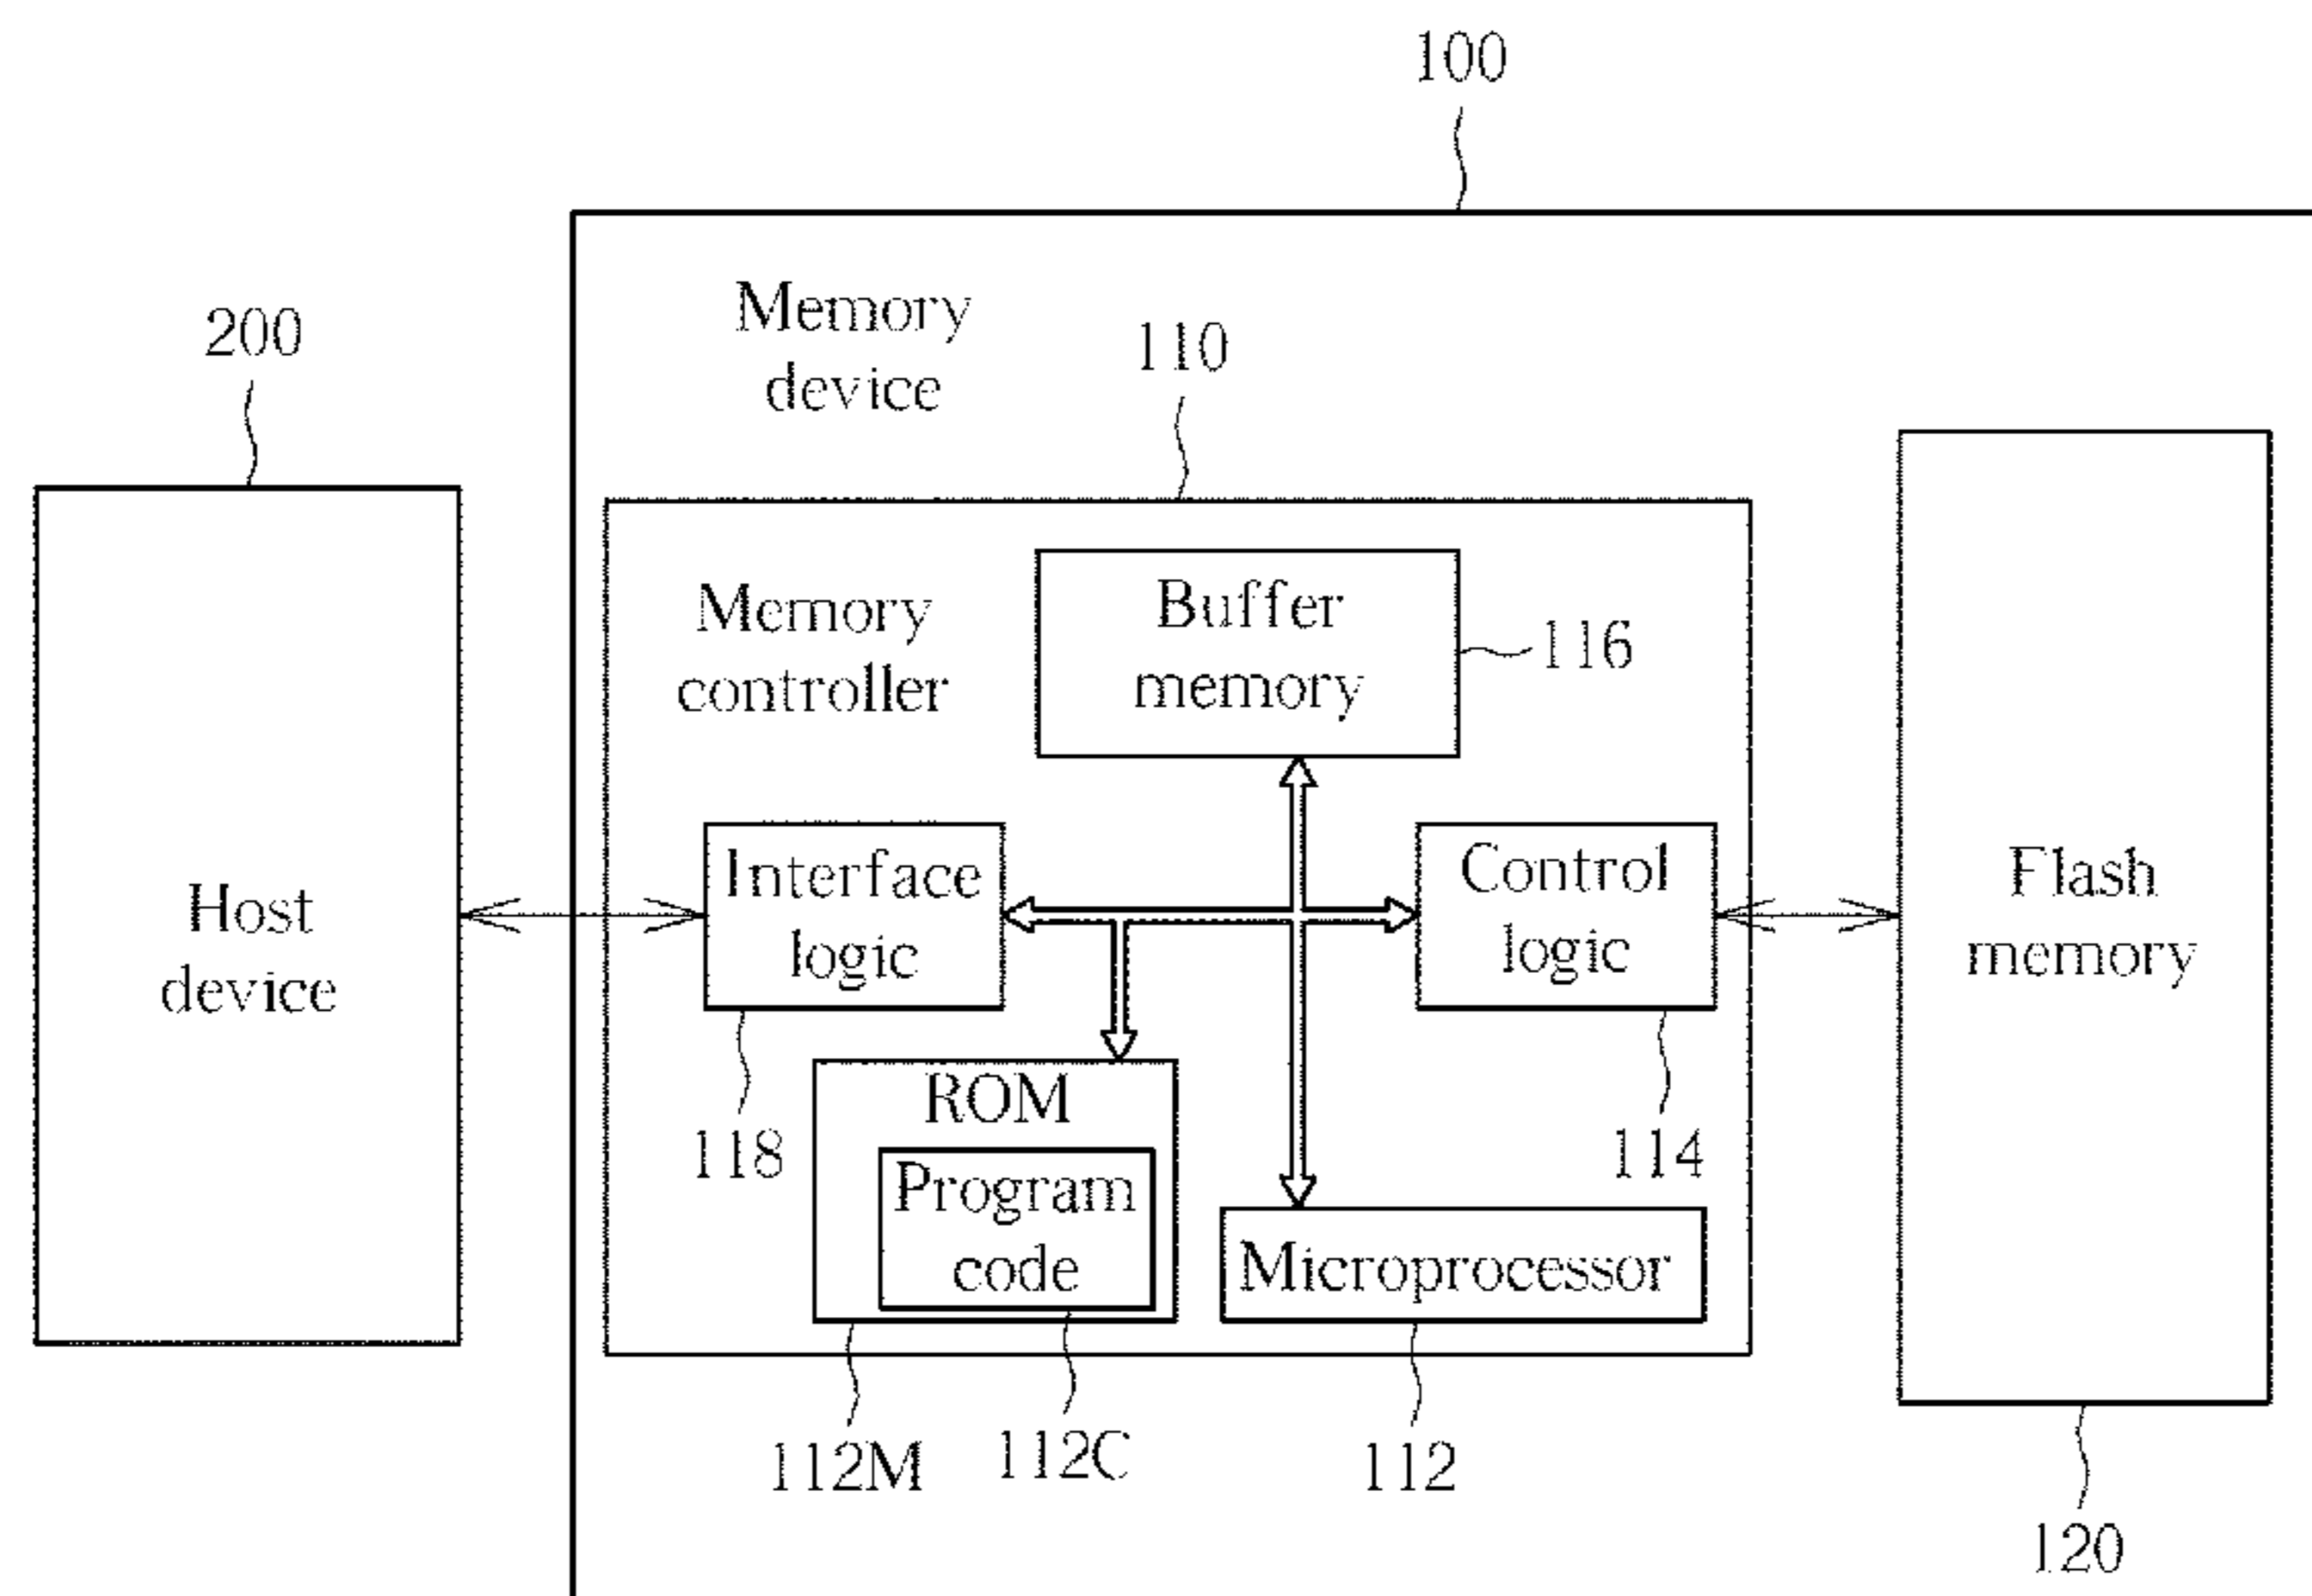 100
Memory
device
200
110
Memory
controller
Buffer
memory
116
Host
device
Interface
logic
Control
logic
Flash
memory
118
ROM
Program
code
114
Microprocessor
112M
112C
112
120